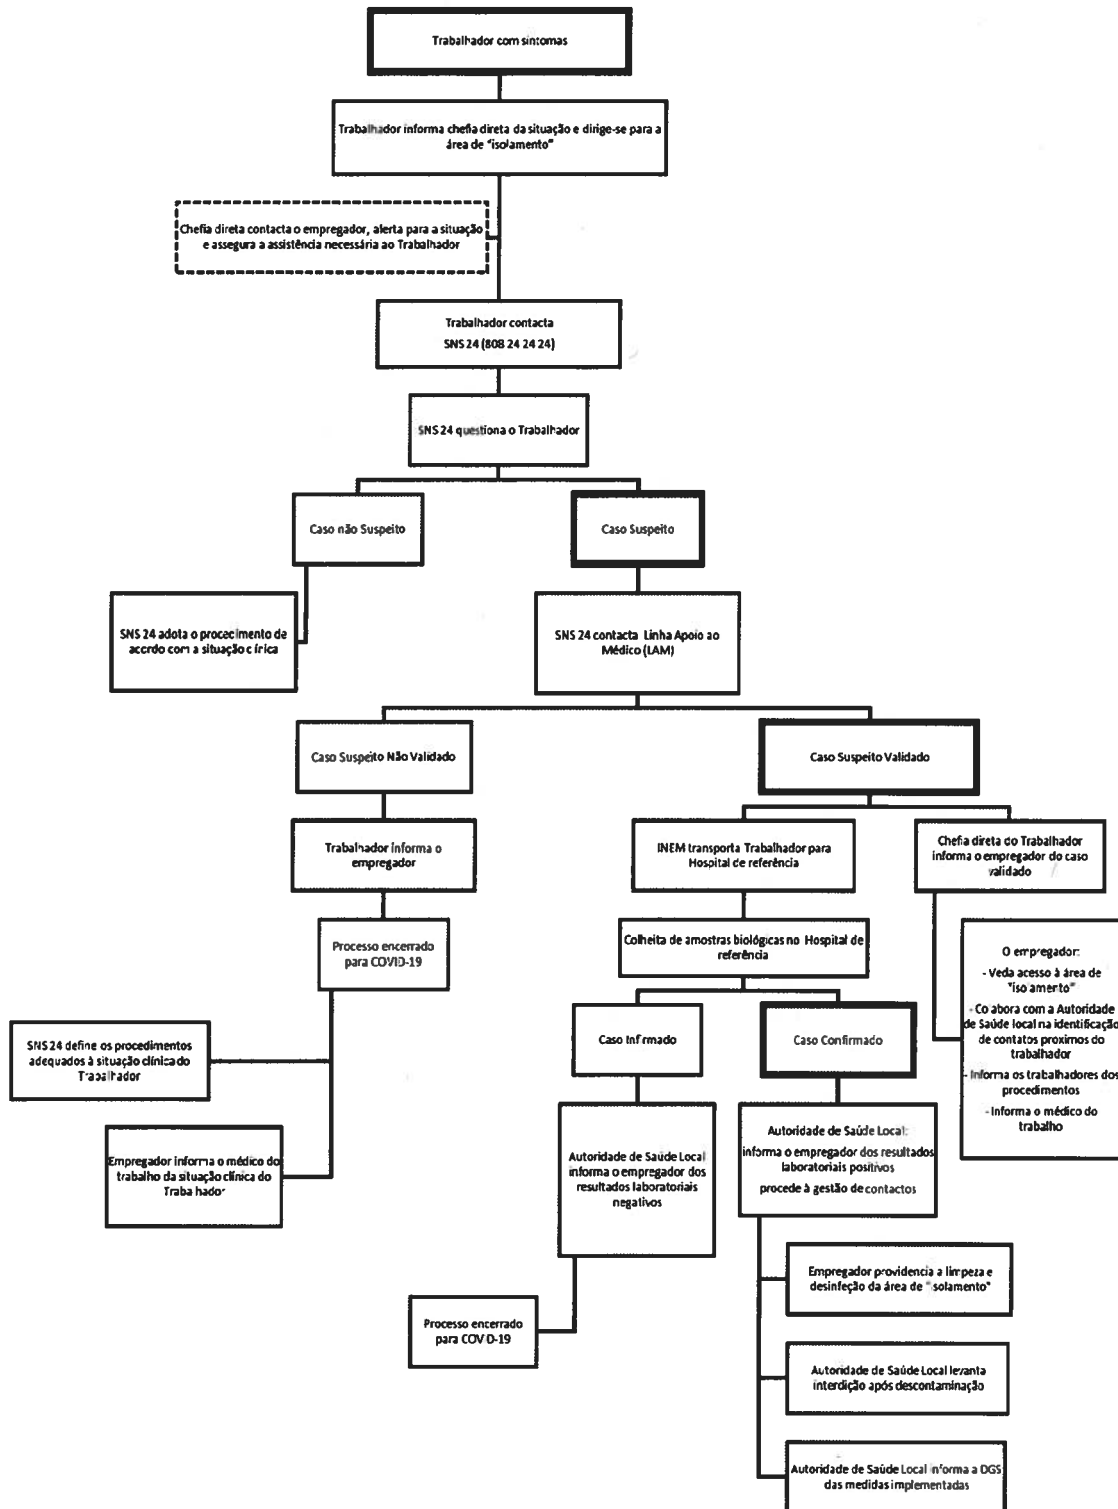 Trabalhador com sintomas
Trabalhador informa chefia direta da situação e dirige-se para a
área de "isolamento"
Chefia direta contacta o empregador, alerta para a situação
e assegura a assistência necessária ao Trabalhador
Trabalhador contacta
SNS 24 (808 24 24 24)
SNS 24 questiona o Trabalhador
Caso não Suspeito
Caso Suspeito
SNS 24 adota o procedimento de
acordo com a situação clínica
SNS 24 contacta Linha Apoio ao
Médico (LAM)
Caso Suspeito Não Validado
Caso Suspeito Validado
Trabalhador informa o
empregador
INEM transporta Trabalhador para
Hospital de referência
Chefia direta do Trabalhador
informa o empregador do caso
validado
Processo encerrado
para COVID-19
Colheita de amostras biológicas no Hospital de
referência
O empregador:
- Veda acesso à área de
"isolamento"
- Colabora com a Autoridade
de Saúde local na identificação
de contatos proximos do
trabalhador
- Informa os trabalhadores dos
procedimentos
- Informa o médico do
trabalho
SNS 24 define os procedimentos
adequados à situação clínica do
Trabalhador
Caso Infirmado
Caso Confirmado
Empregador informa o médico do
trabalho da situação clínica do
Trabalhador
Autoridade de Saúde Local
informa o empregador dos
resultados laboratoriais
negativos
Autoridade de Saúde Local:
informa o empregador dos resultados
laboratoriais positivos
procede à gestão de contactos
Processo encerrado
para COVID-19
Empregador providencia a limpeza e
desinfeção da área de "isolamento"
Autoridade de Saúde Local levanta
interdição após descontaminação
Autoridade de Saúde Local informa a DGS
das medidas implementadas